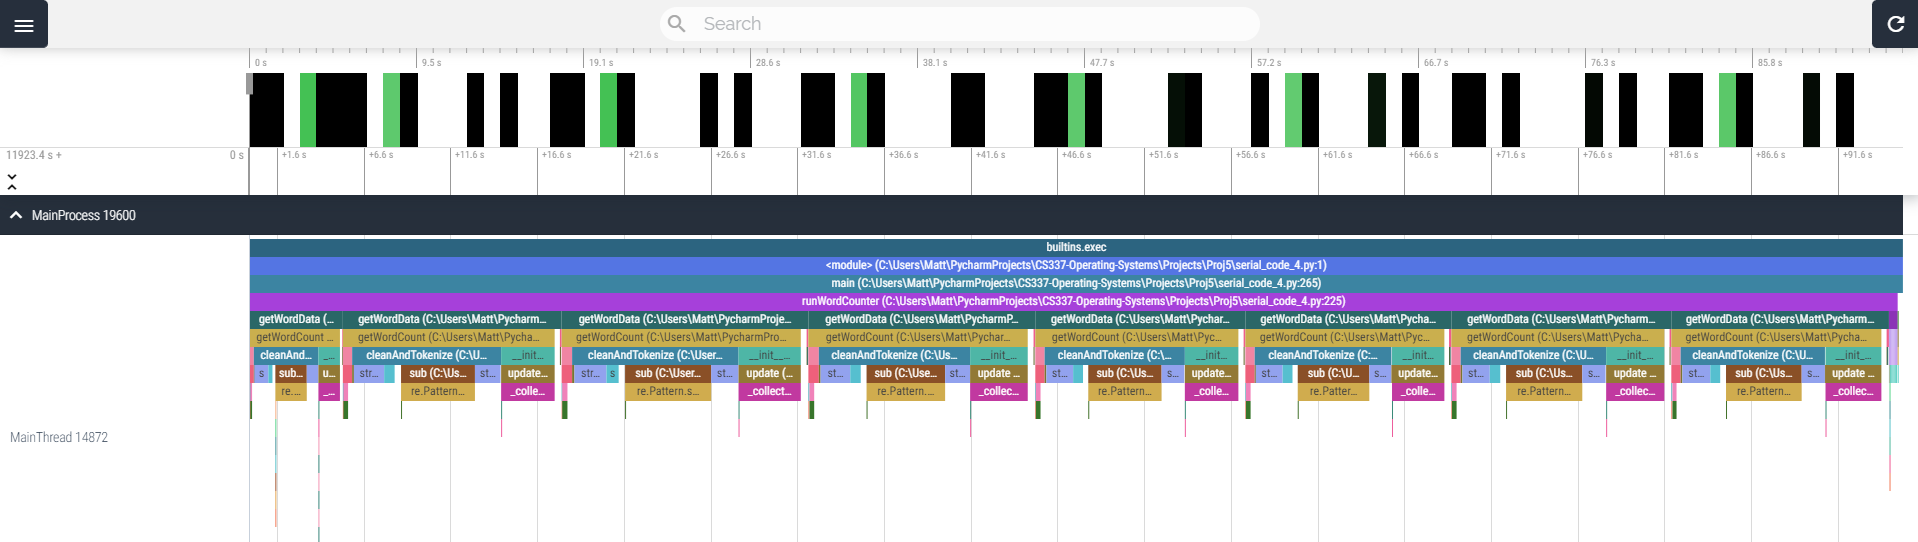 Search
0 s 9.5 s 19.1 s 28.6 s 38.1 s 47.7 s 57.2 s 66.7 s 76.3 s 85.8 s
11923.4 s + 0 s +1.6 s +6.6 s +11.6 s +16.6 s +21.6 s +26.6 s +31.6 s +36.6 s +41.6 s +46.6 s +51.6 s +56.6 s +61.6 s +66.6 s +71.6 s +76.6 s +81.6 s +86.6 s +91.6 s
MainProcess 19600
builtins.exec
<module> (C:\Users\Matt\PycharmProjects\CS337-Operating-Systems\Projects\Proj5\serial_code_4.py:1)
main (C:\Users\Matt\PycharmProjects\CS337-Operating-Systems\Projects\Proj5\serial_code_4.py:265)
runWordCounter (C:\Users\Matt\PycharmProjects\CS337-Operating-Systems\Projects\Proj5\serial_code_4.py:225)
getWordData (... getWordData (C:\Users\Matt\Pycharm... getWordData (C:\Users\Matt\PycharmProje... getWordData (C:\Users\Matt\PycharmP... getWordData (C:\Users\Matt\Pychar... getWordData (C:\Users\Matt\Pycha... getWordData (C:\Users\Matt\Pycharm... getWordData (C:\Users\Matt\Pycharm...
getWordCount ... getWordCount (C:\Users\Matt\Pycha... getWordCount (C:\Users\Matt\PycharmPro... getWordCount (C:\Users\Matt\Pychar... getWordCount (C:\Users\Matt\Pyc... getWordCount (C:\Users\Matt\Pyc... getWordCount (C:\Users\Matt\Pycha... getWordCount (C:\Users\Matt\Pycha...
cleanAnd... _... cleanAndTokenize (C:\U... __init... cleanAndTokenize (C:\User... __init__... cleanAndTokenize (C:\Us... __init__... cleanAndTokenize (C:\... __init... cleanAndTokenize (C:... __init... cleanAndTokenize (C:\U... __init__... cleanAndTokenize (C:\U... __init__...
s sub... u... str... sub (C:\Us... st... update... str... s sub (C:\User... update (... st... sub (C:\Us... st... update ... st... sub (C:\Us... s... update... st... sub (C:\U... s... update... st... sub (C:\Us... s... update ... st... sub (C:\Us... s... update ...
re.... _... re.Pattern... _colle... re.Pattern.s... _collect... re.Pattern.... _collec... re.Pattern... _colle... re.Patter... _colle... re.Pattern... _collec... re.Pattern... _collec...
MainThread 14872